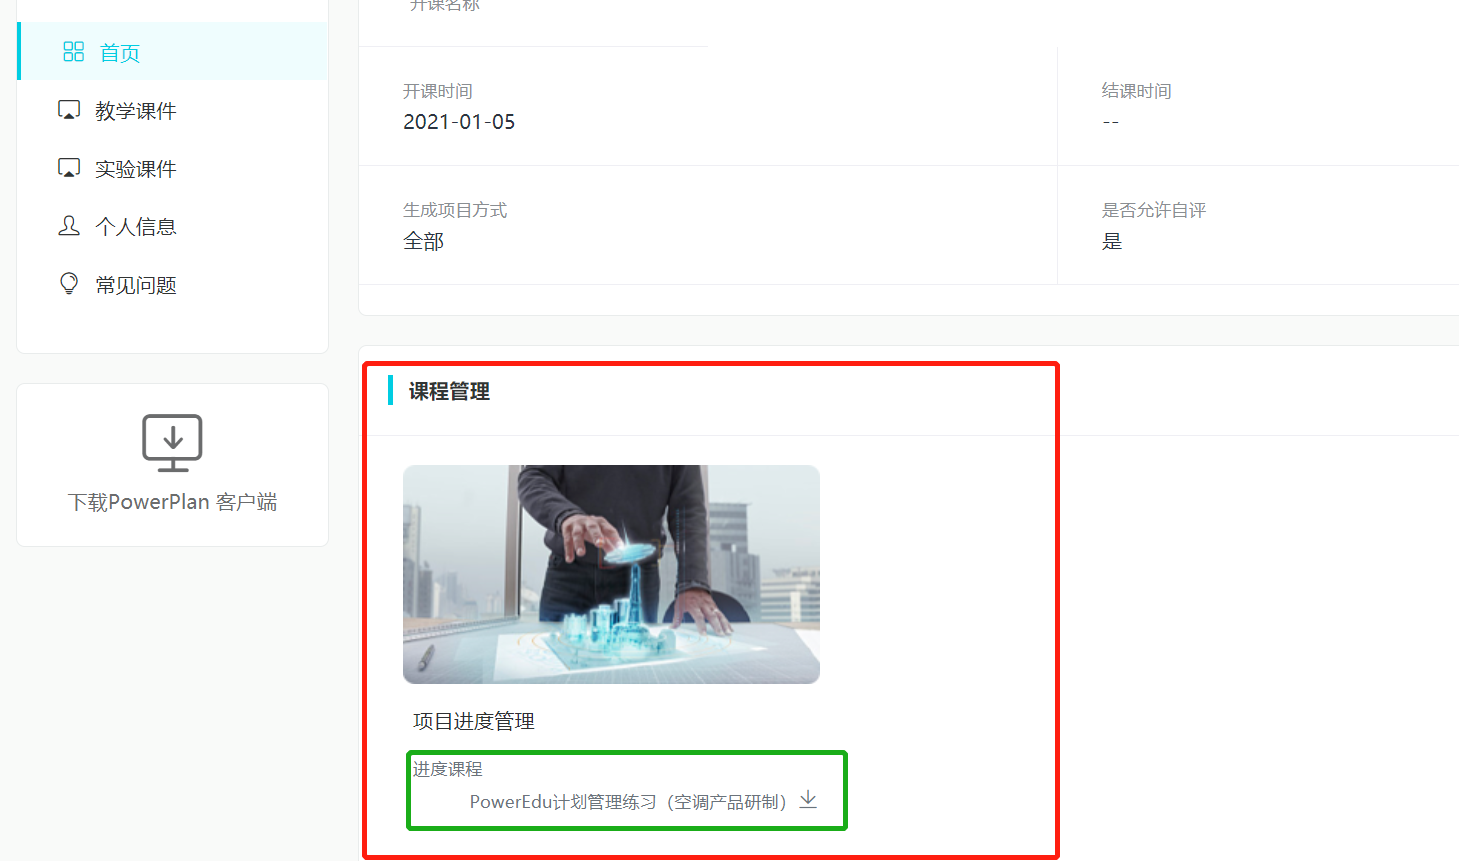 首页
教学课件
实验课件
个人信息
常见问题
下载PowerPlan 客户端
开课名称
开课时间
2021-01-05
结课时间
--
生成项目方式
全部
是否允许自评
是
课程管理
项目进度管理
进度课程
PowerEdu计划管理练习（空调产品研制）